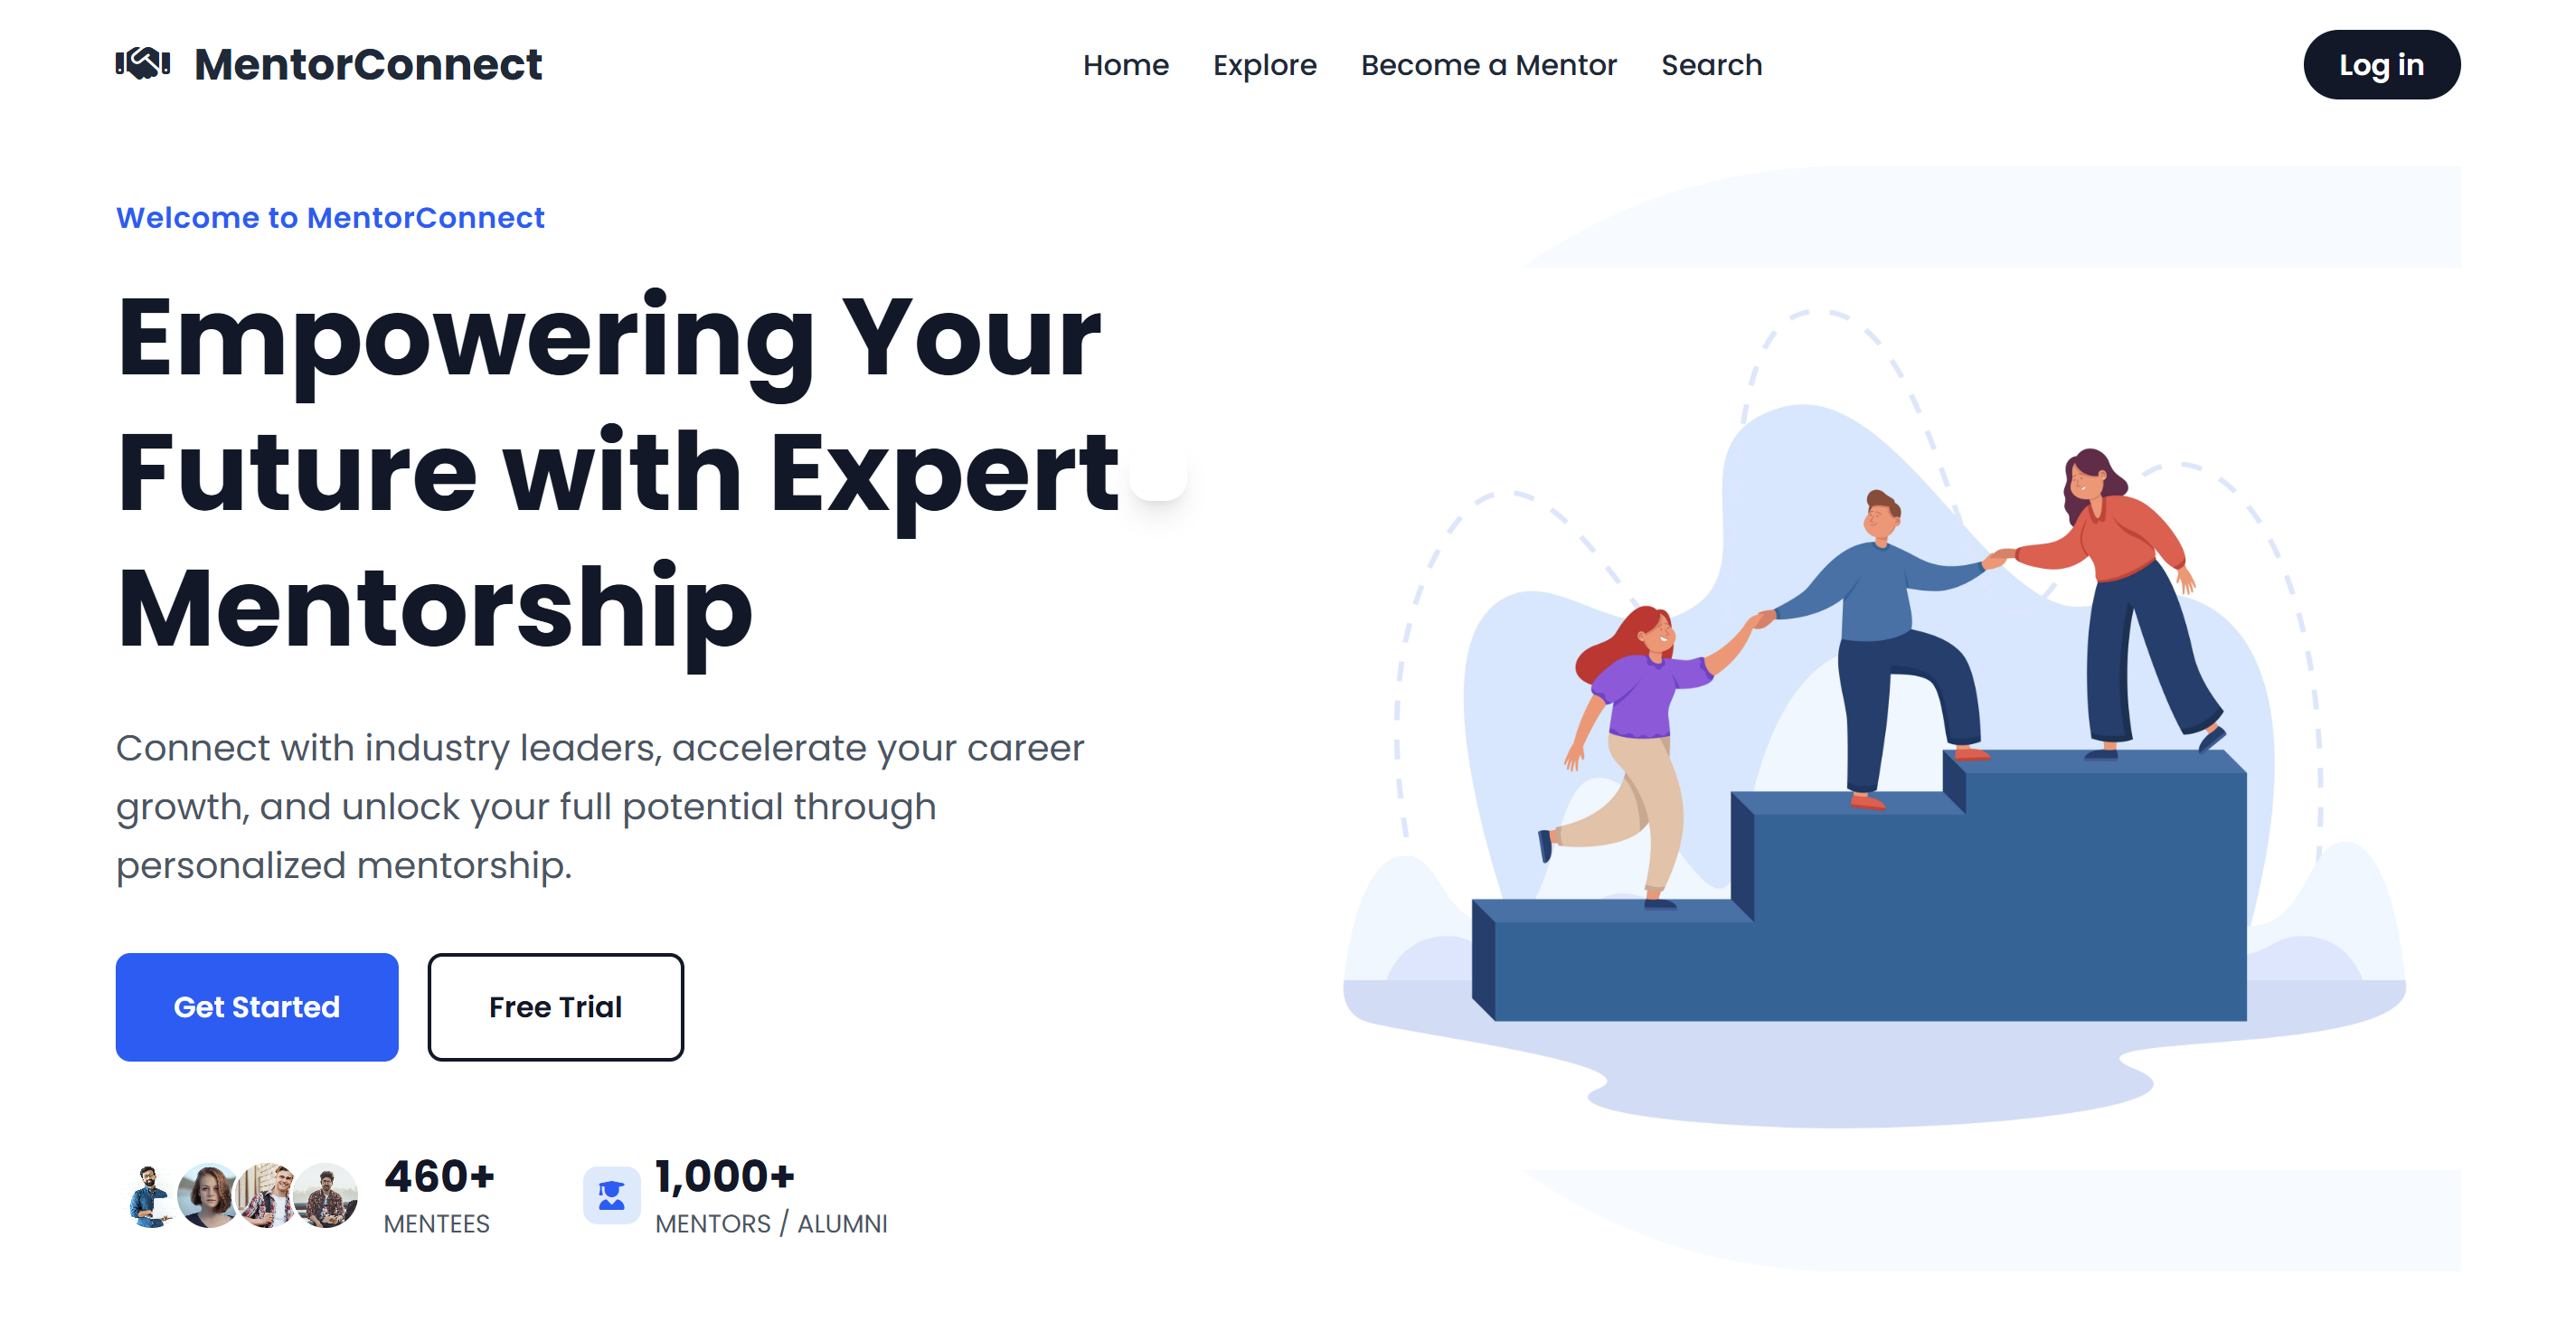 MentorConnect
Home
Explore
Become a Mentor
Search
Log in
Welcome to MentorConnect
Empowering Your
Future with Expert
Mentorship
Connect with industry leaders, accelerate your career
growth, and unlock your full potential through
personalized mentorship.
Get Started
Free Trial
460+
MENTEES
1,000+
MENTORS / ALUMNI